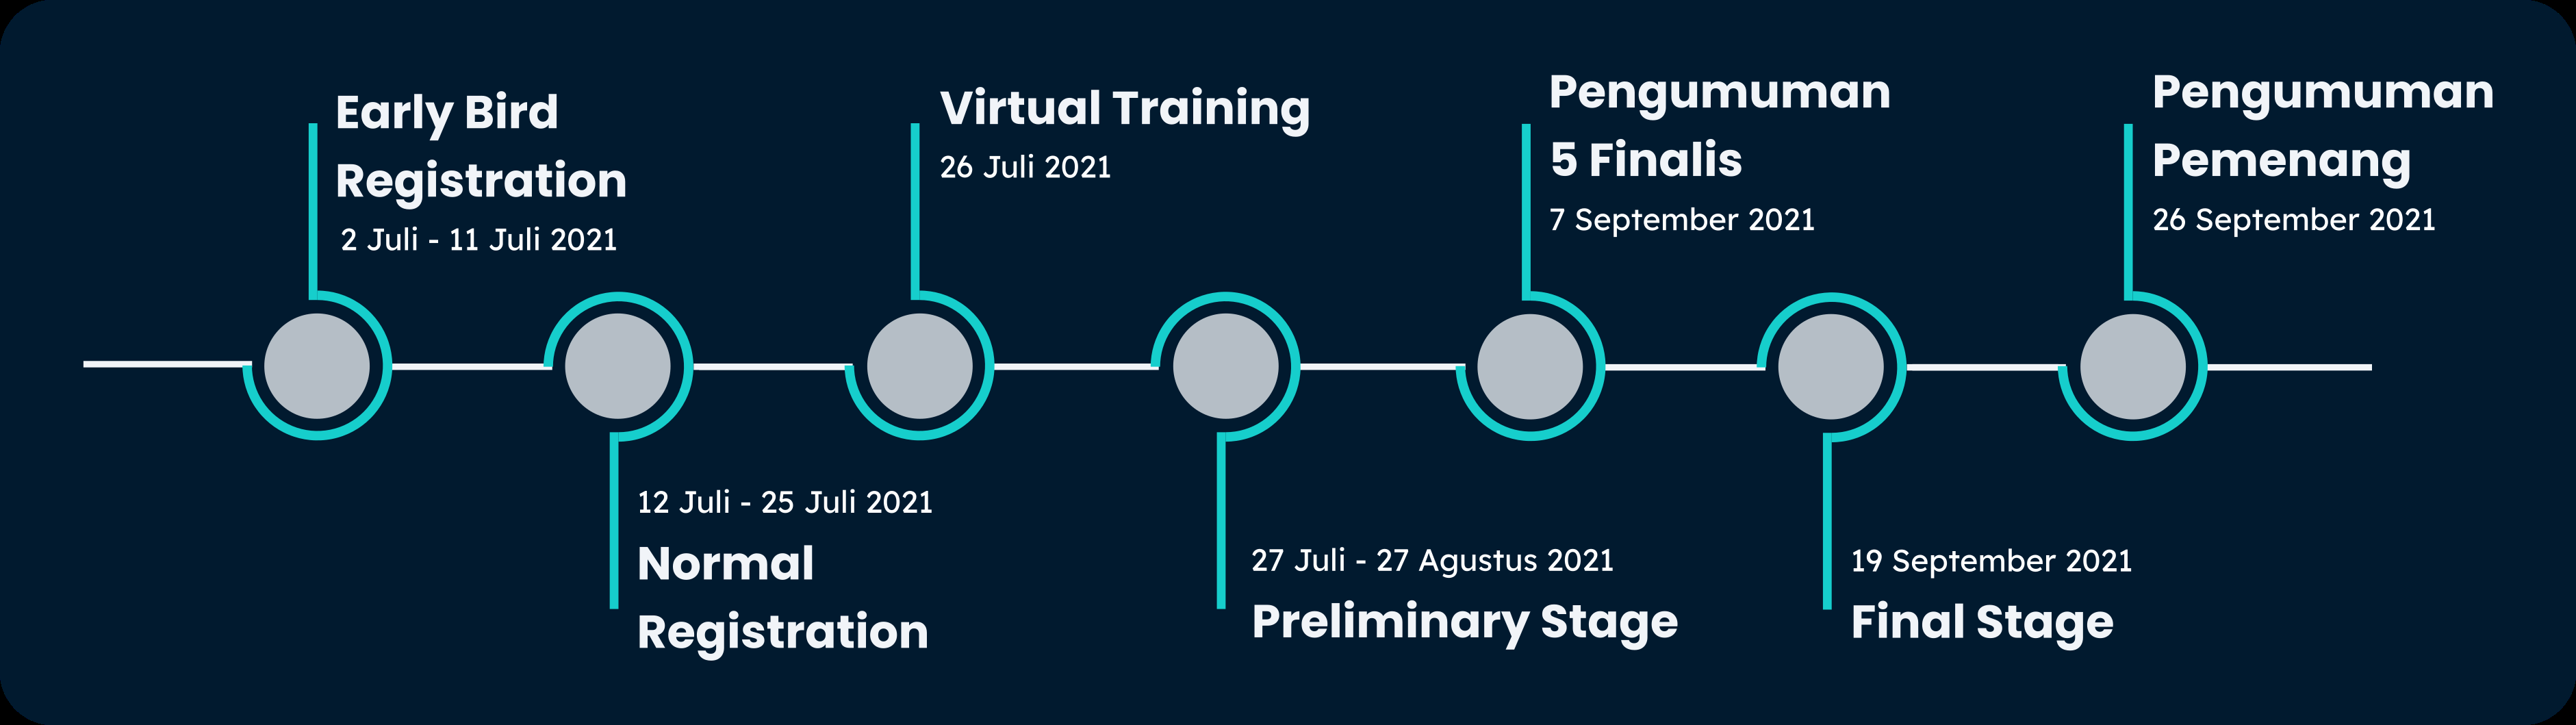 Early Bird
Registration
2 Juli - 11 Juli 2021
12 Juli - 25 Juli 2021
Normal
Registration
Virtual Training
26 Juli 2021
27 Juli - 27 Agustus 2021
Preliminary Stage
Pengumuman
5 Finalis
7 September 2021
19 September 2021
Final Stage
Pengumuman
Pemenang
26 September 2021